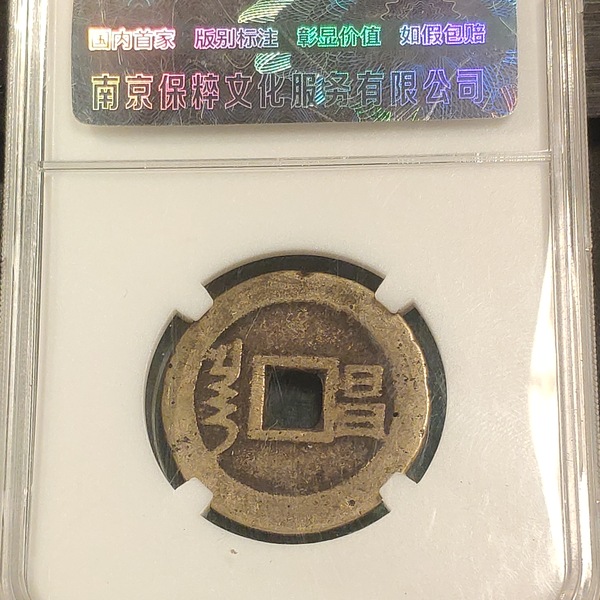 国内首家 版别标注 彰显价值 如假包赔
南京保粹文化服务有限公司
昌